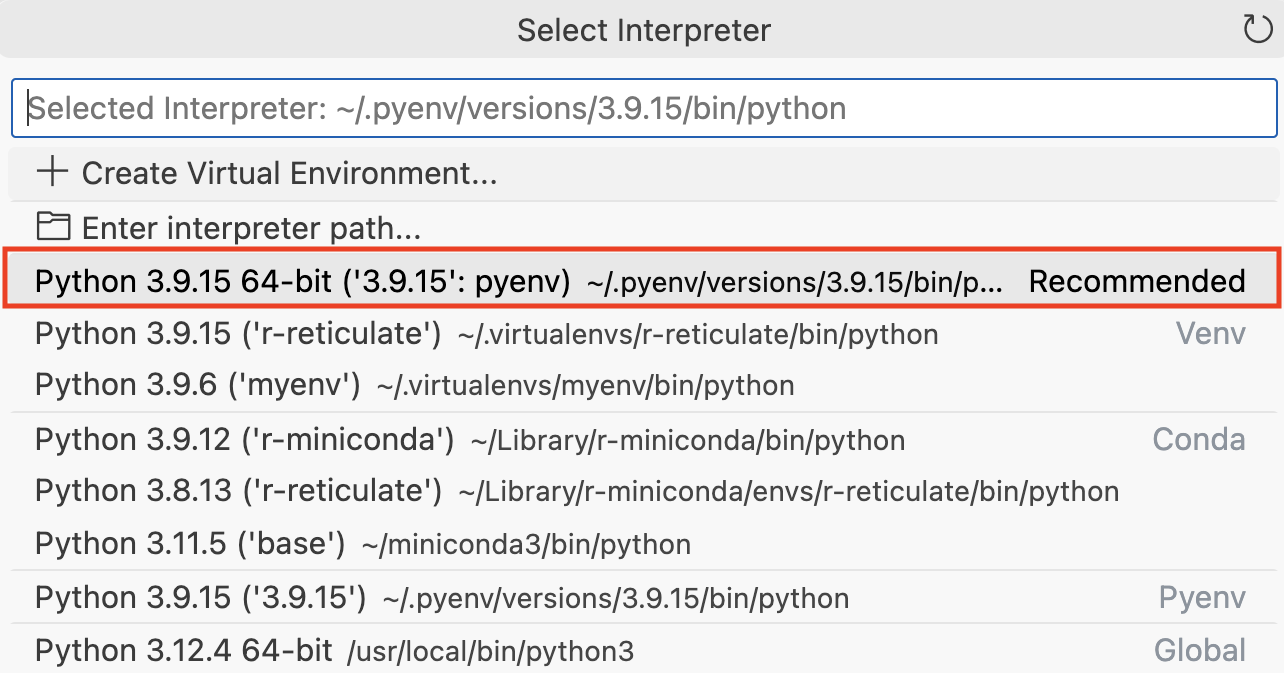 Select Interpreter
Selected Interpreter: ~/.pyenv/versions/3.9.15/bin/python
Create Virtual Environment...
Enter interpreter path...
Python 3.9.15 64-bit ('3.9.15': pyenv) ~/.pyenv/versions/3.9.15/bin/p... Recommended
Python 3.9.15 ('r-reticulate') ~/.virtualenvs/r-reticulate/bin/python Venv
Python 3.9.6 ('myenv') ~/.virtualenvs/myenv/bin/python
Python 3.9.12 ('r-miniconda') ~/Library/r-miniconda/bin/python Conda
Python 3.8.13 ('r-reticulate') ~/Library/r-miniconda/envs/r-reticulate/bin/python
Python 3.11.5 ('base') ~/miniconda3/bin/python
Python 3.9.15 ('3.9.15') ~/.pyenv/versions/3.9.15/bin/python Pyenv
Python 3.12.4 64-bit /usr/local/bin/python3 Global